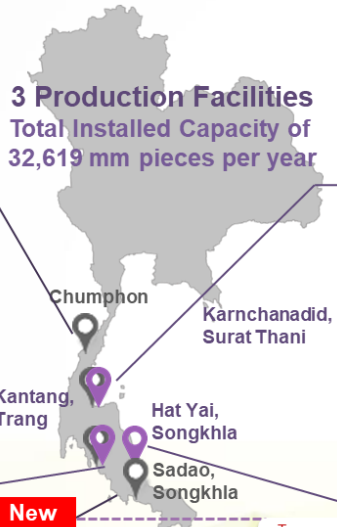 3 Production Facilities
Total Installed Capacity of
32,619 mm pieces per year
Chumphon
Karnchanadid,
Surat Thani
Kantang,
Trang
Hat Yai,
Songkhla
Sadao,
Songkhla
New